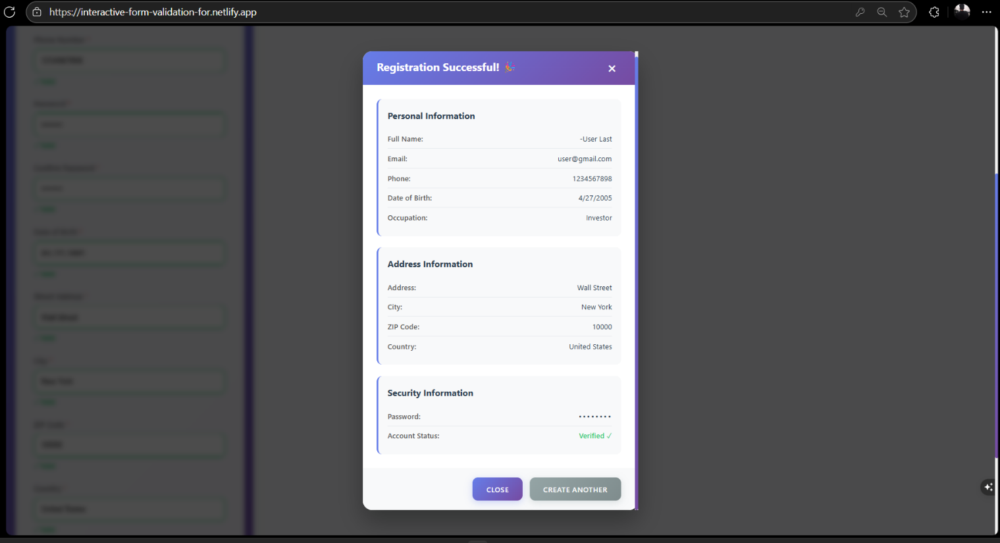 https://interactive-form-validation-for.netlify.app
Registration Successful! 🎉
Personal Information
Full Name: -User Last
Email: user@gmail.com
Phone: 1234567898
Date of Birth: 4/27/2005
Occupation: Investor
Address Information
Address: Wall Street
City: New York
ZIP Code: 10000
Country: United States
Security Information
Password: ••••••••
Account Status: Verified ✓
CLOSE CREATE ANOTHER